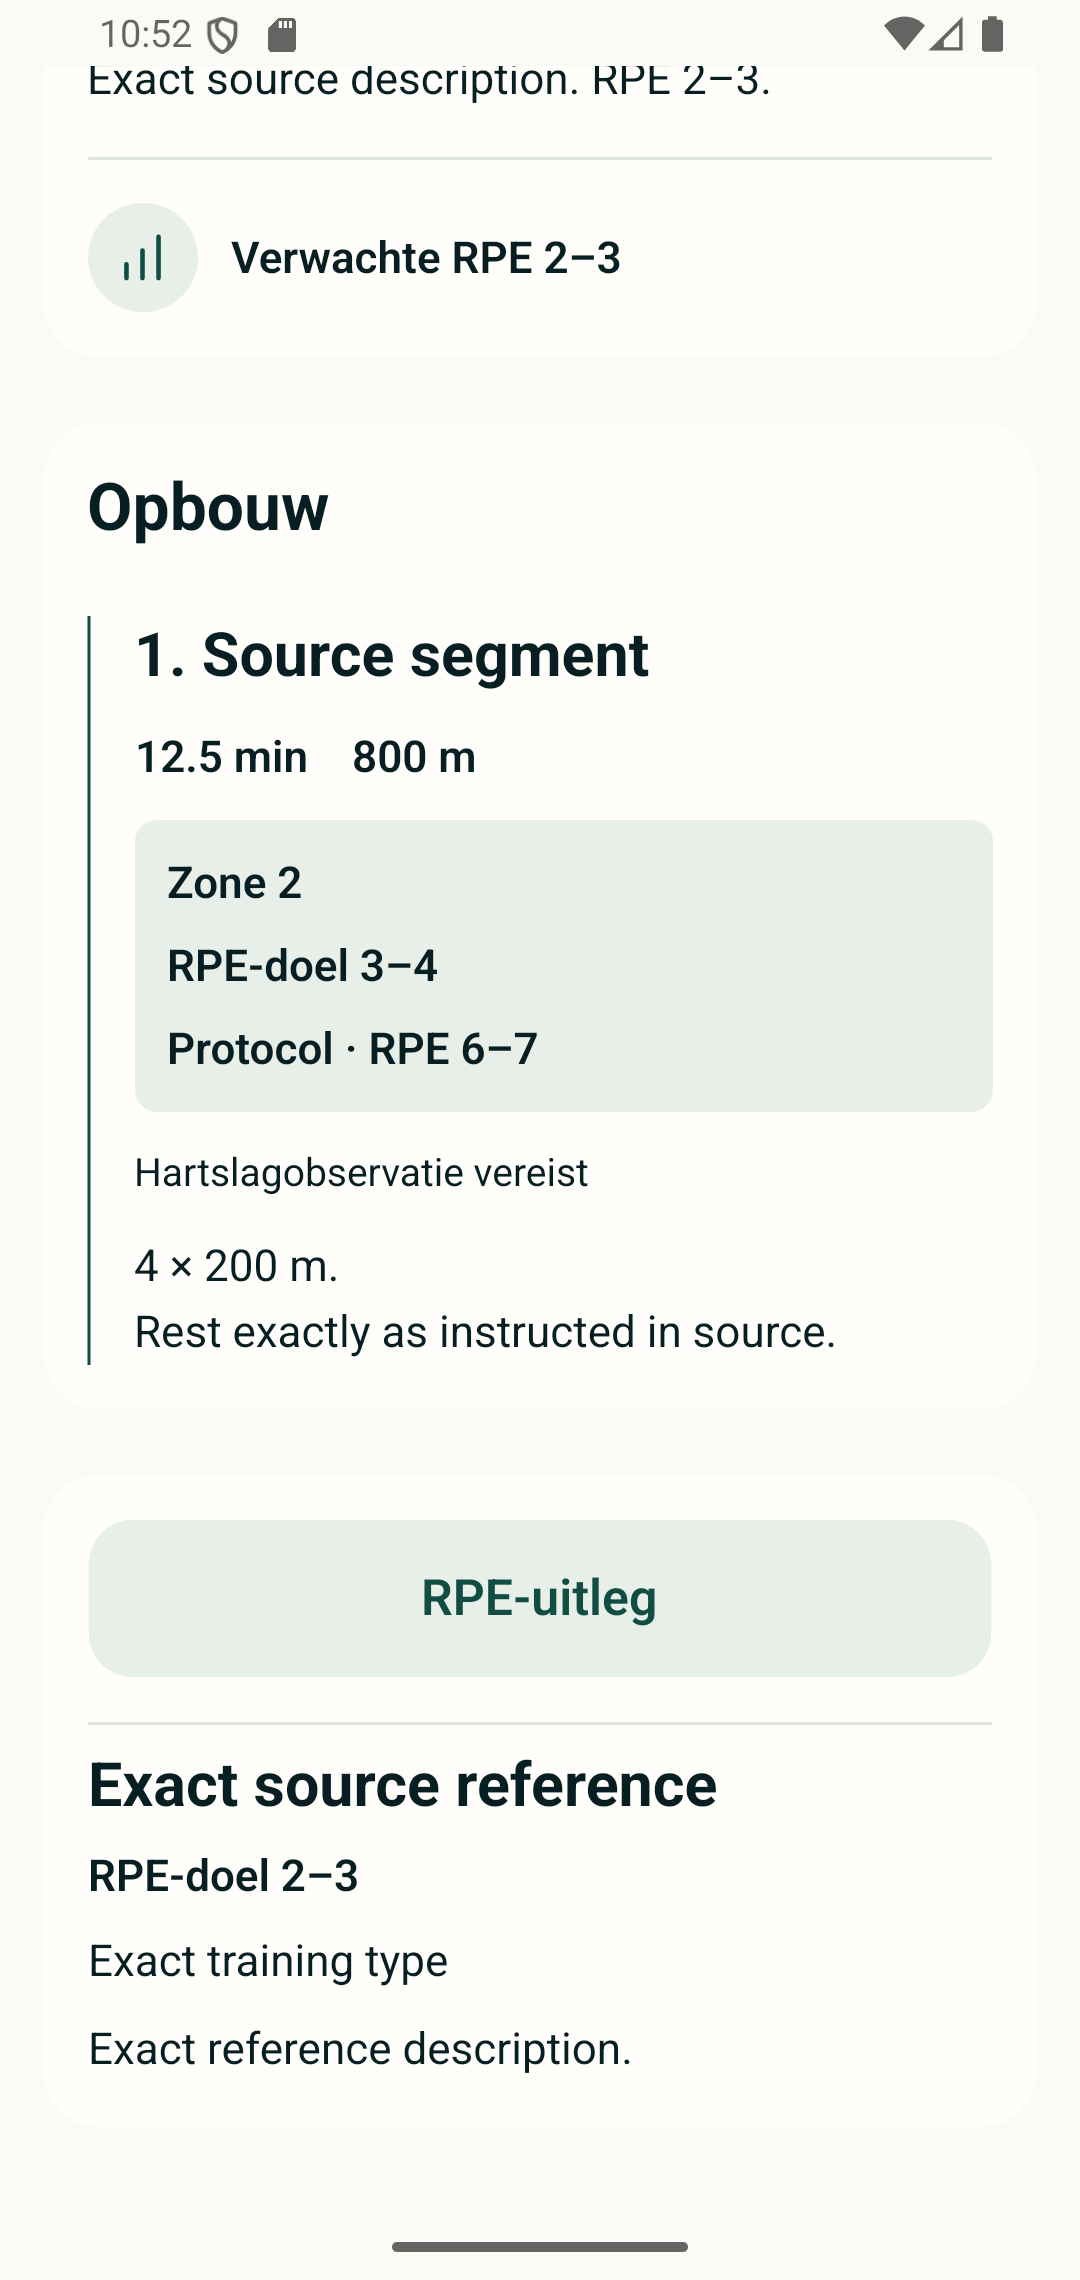 10:52
Exact source description. RPE 2–3.
Verwachte RPE 2–3
Opbouw
1. Source segment
12.5 min 800 m
Zone 2
RPE-doel 3–4
Protocol · RPE 6–7
Hartslagobservatie vereist
4 × 200 m.
Rest exactly as instructed in source.
RPE-uitleg
Exact source reference
RPE-doel 2–3
Exact training type
Exact reference description.